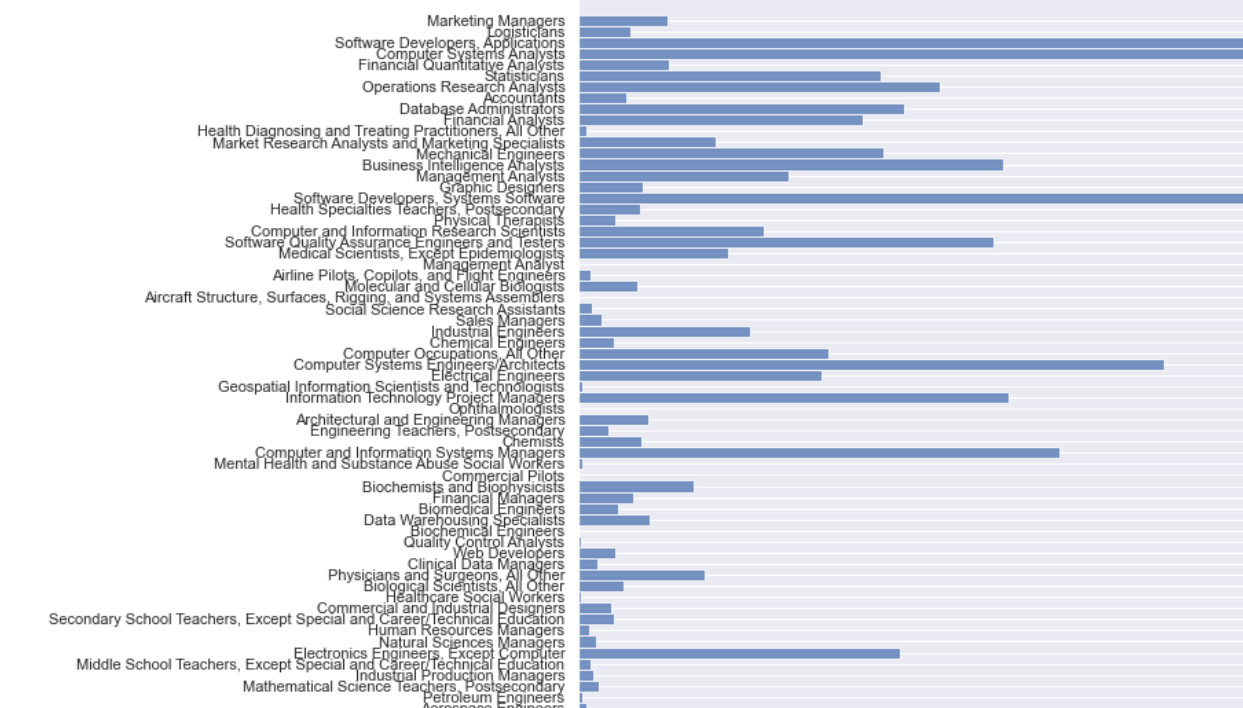 Marketing Managers
Logisticians
Software Developers, Applications
Computer Systems Analysts
Financial Quantitative Analysts
Statisticians
Operations Research Analysts
Accountants
Database Administrators
Financial Analysts
Health Diagnosing and Treating Practitioners, All Other
Market Research Analysts and Marketing Specialists
Mechanical Engineers
Business Intelligence Analysts
Management Analysts
Graphic Designers
Software Developers, Systems Software
Health Specialties Teachers, Postsecondary
Physical Therapists
Computer and Information Research Scientists
Software Quality Assurance Engineers and Testers
Medical Scientists, Except Epidemiologists
Management Analyst
Airline Pilots, Copilots, and Flight Engineers
Molecular and Cellular Biologists
Aircraft Structure, Surfaces, Rigging, and Systems Assemblers
Social Science Research Assistants
Sales Managers
Industrial Engineers
Chemical Engineers
Computer Occupations, All Other
Computer Systems Engineers/Architects
Electrical Engineers
Geospatial Information Scientists and Technologists
Information Technology Project Managers
Ophthalmologists
Architectural and Engineering Managers
Engineering Teachers, Postsecondary
Chemists
Computer and Information Systems Managers
Mental Health and Substance Abuse Social Workers
Commercial Pilots
Biochemists and Biophysicists
Financial Managers
Biomedical Engineers
Data Warehousing Specialists
Biochemical Engineers
Quality Control Analysts
Web Developers
Clinical Data Managers
Physicians and Surgeons, All Other
Biological Scientists, All Other
Healthcare Social Workers
Commercial and Industrial Designers
Secondary School Teachers, Except Special and Career/Technical Education
Human Resources Managers
Natural Sciences Managers
Electronics Engineers, Except Computer
Middle School Teachers, Except Special and Career/Technical Education
Industrial Production Managers
Mathematical Science Teachers, Postsecondary
Petroleum Engineers
Aerospace Engineers